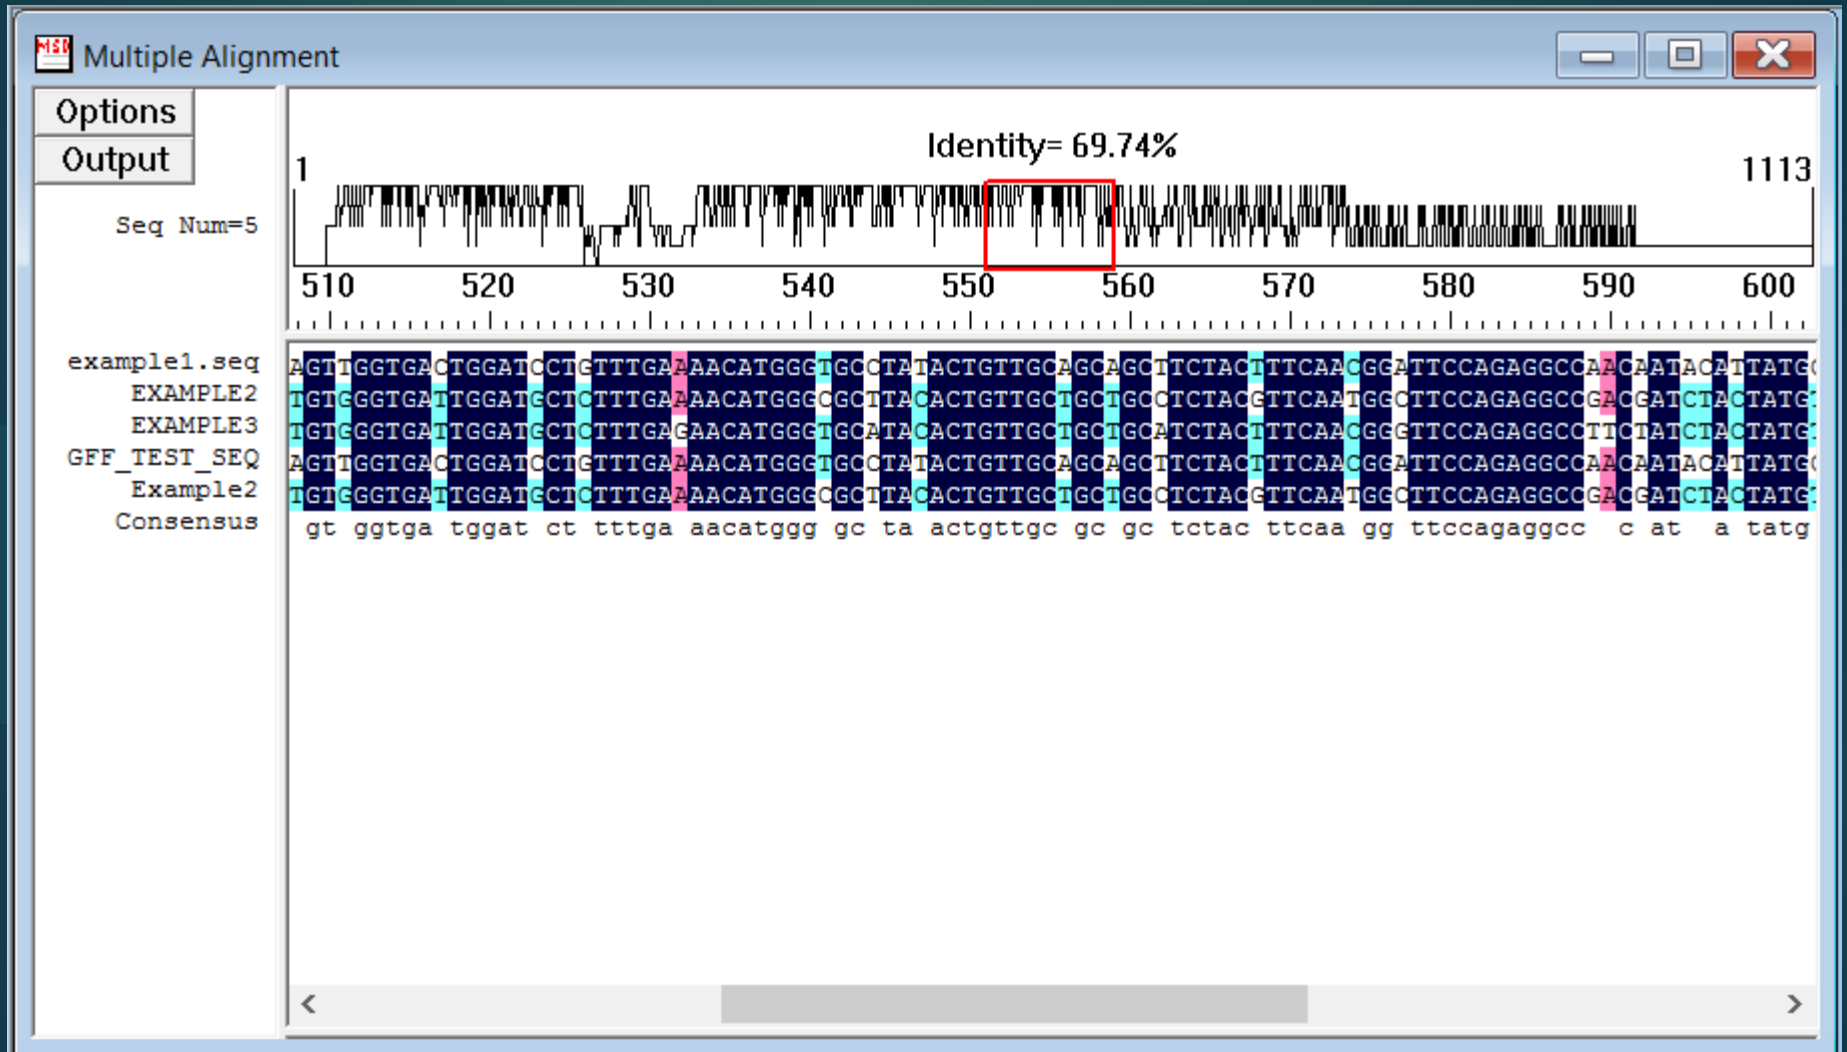 MSD
Multiple Alignment
Options
Output
Identity= 69.74%
1
1113
Seq Num=5
510 520 530 540 550 560 570 580 590 600
example1.seq AGTTGGTGACTGGATCCTGTTTGAAAACATGGGTGCCTATACTGTTGCAGCAGCTTCTACTTTCAACGGATTCCAGAGGCCAACAATACATTATG
EXAMPLE2 TGTGGGTGATTGGATGCTCTTTGAAAACATGGGCGCTTACACTGTTGCTGCTGCCTCTACGTTCAATGGCTTCCAGAGGCCGACGATCTACTATG
EXAMPLE3 TGTGGGTGATTGGATGCTCTTTGAGAACATGGGTGCATACACTGTTGCTGCTGCATCTACTTTCAACGGGTTCCAGAGGCCTTCTATCTACTATG
GFF_TEST_SEQ AGTTGGTGACTGGATCCTGTTTGAAAACATGGGTGCCTATACTGTTGCAGCAGCTTCTACTTTCAACGGATTCCAGAGGCCAACAATACATTATG
Example2 TGTGGGTGATTGGATGCTCTTTGAAAACATGGGCGCTTACACTGTTGCTGCTGCCTCTACGTTCAATGGCTTCCAGAGGCCGACGATCTACTATG
Consensus gt ggtga tggat ct tttga aacatggg gc ta actgttgc gc gc tctac ttcaa gg ttccagaggcc c at a tatg